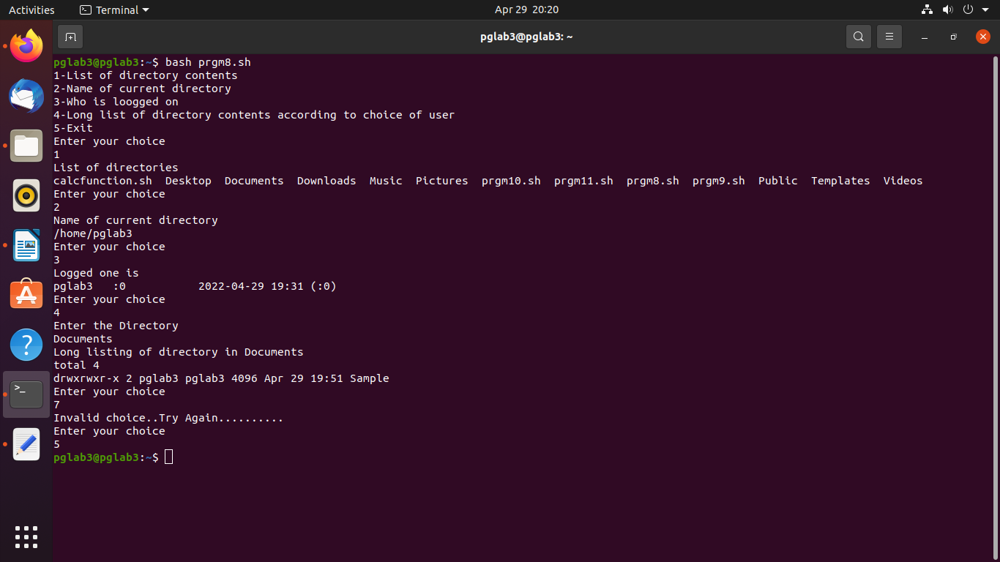 Activities Terminal Apr 29 20:20
pglab3@pglab3: ~
pglab3@pglab3:~$ bash prgm8.sh
1-List of directory contents
2-Name of current directory
3-Who is loogged on
4-Long list of directory contents according to choice of user
5-Exit
Enter your choice
1
List of directories
calcfunction.sh  Desktop  Documents  Downloads  Music  Pictures  prgm10.sh  prgm11.sh  prgm8.sh  prgm9.sh  Public  Templates  Videos
Enter your choice
2
Name of current directory
/home/pglab3
Enter your choice
3
Logged one is
pglab3   :0           2022-04-29 19:31 (:0)
Enter your choice
4
Enter the Directory
Documents
Long listing of directory in Documents
total 4
drwxrwxr-x 2 pglab3 pglab3 4096 Apr 29 19:51 Sample
Enter your choice
7
Invalid choice..Try Again..........
Enter your choice
5
pglab3@pglab3:~$